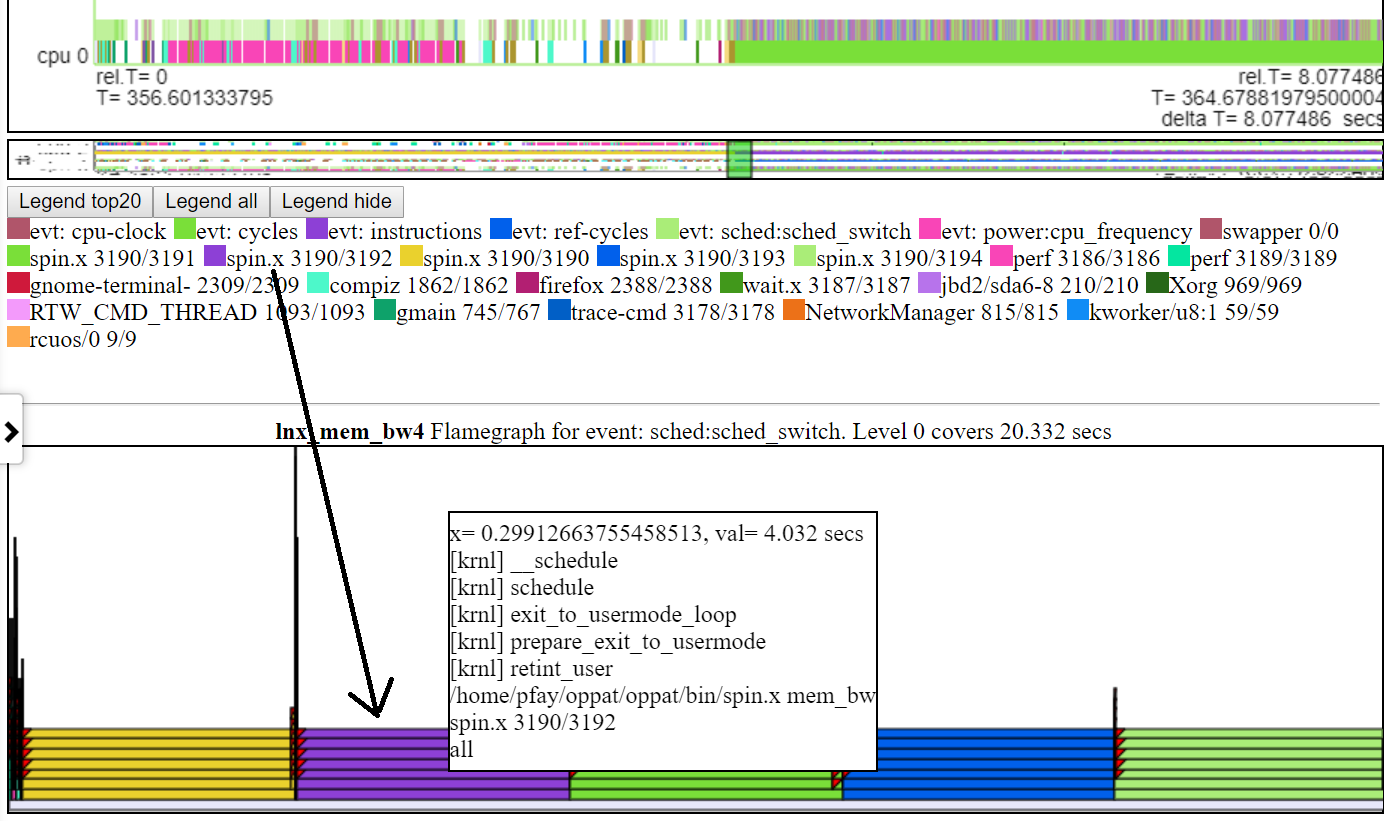 cpu 0
rel.T= 0
rel.T= 8.077486
T= 356.601333795
T= 364.67881979500004
delta T= 8.077486 secs
Legend top20 Legend all Legend hide
evt: cpu-clock evt: cycles evt: instructions evt: ref-cycles evt: sched:sched_switch evt: power:cpu_frequency swapper 0/0
spin.x 3190/3191 spin.x 3190/3192 spin.x 3190/3190 spin.x 3190/3193 spin.x 3190/3194 perf 3186/3186 perf 3189/3189
gnome-terminal- 2309/2309 compiz 1862/1862 firefox 2388/2388 wait.x 3187/3187 jbd2/sda6-8 210/210 Xorg 969/969
RTW_CMD_THREAD 1093/1093 gmain 745/767 trace-cmd 3178/3178 NetworkManager 815/815 kworker/u8:1 59/59
rcuos/0 9/9
lnx_mem_bw4 Flamegraph for event: sched:sched_switch. Level 0 covers 20.332 secs
x= 0.29912663755458513, val= 4.032 secs
[krnl] __schedule
[krnl] schedule
[krnl] exit_to_usermode_loop
[krnl] prepare_exit_to_usermode
[krnl] retint_user
/home/pfay/oppat/oppat/bin/spin.x mem_bw
spin.x 3190/3192
all